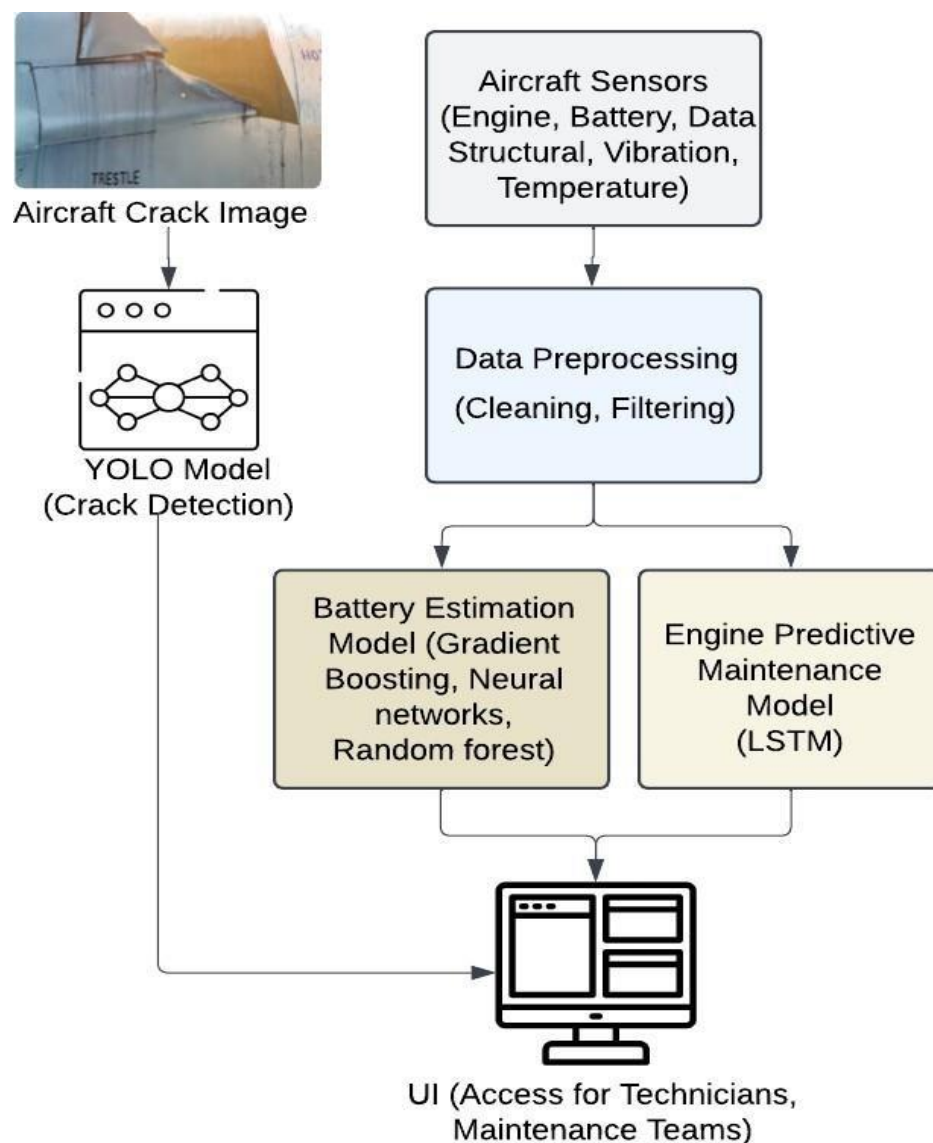 HOT
TRESTLE
Aircraft Crack Image
YOLO Model
(Crack Detection)
Aircraft Sensors
(Engine, Battery, Data
Structural, Vibration,
Temperature)
Data Preprocessing
(Cleaning, Filtering)
Battery Estimation
Model (Gradient
Boosting, Neural
networks,
Random forest)
Engine Predictive
Maintenance
Model
(LSTM)
UI (Access for Technicians,
Maintenance Teams)